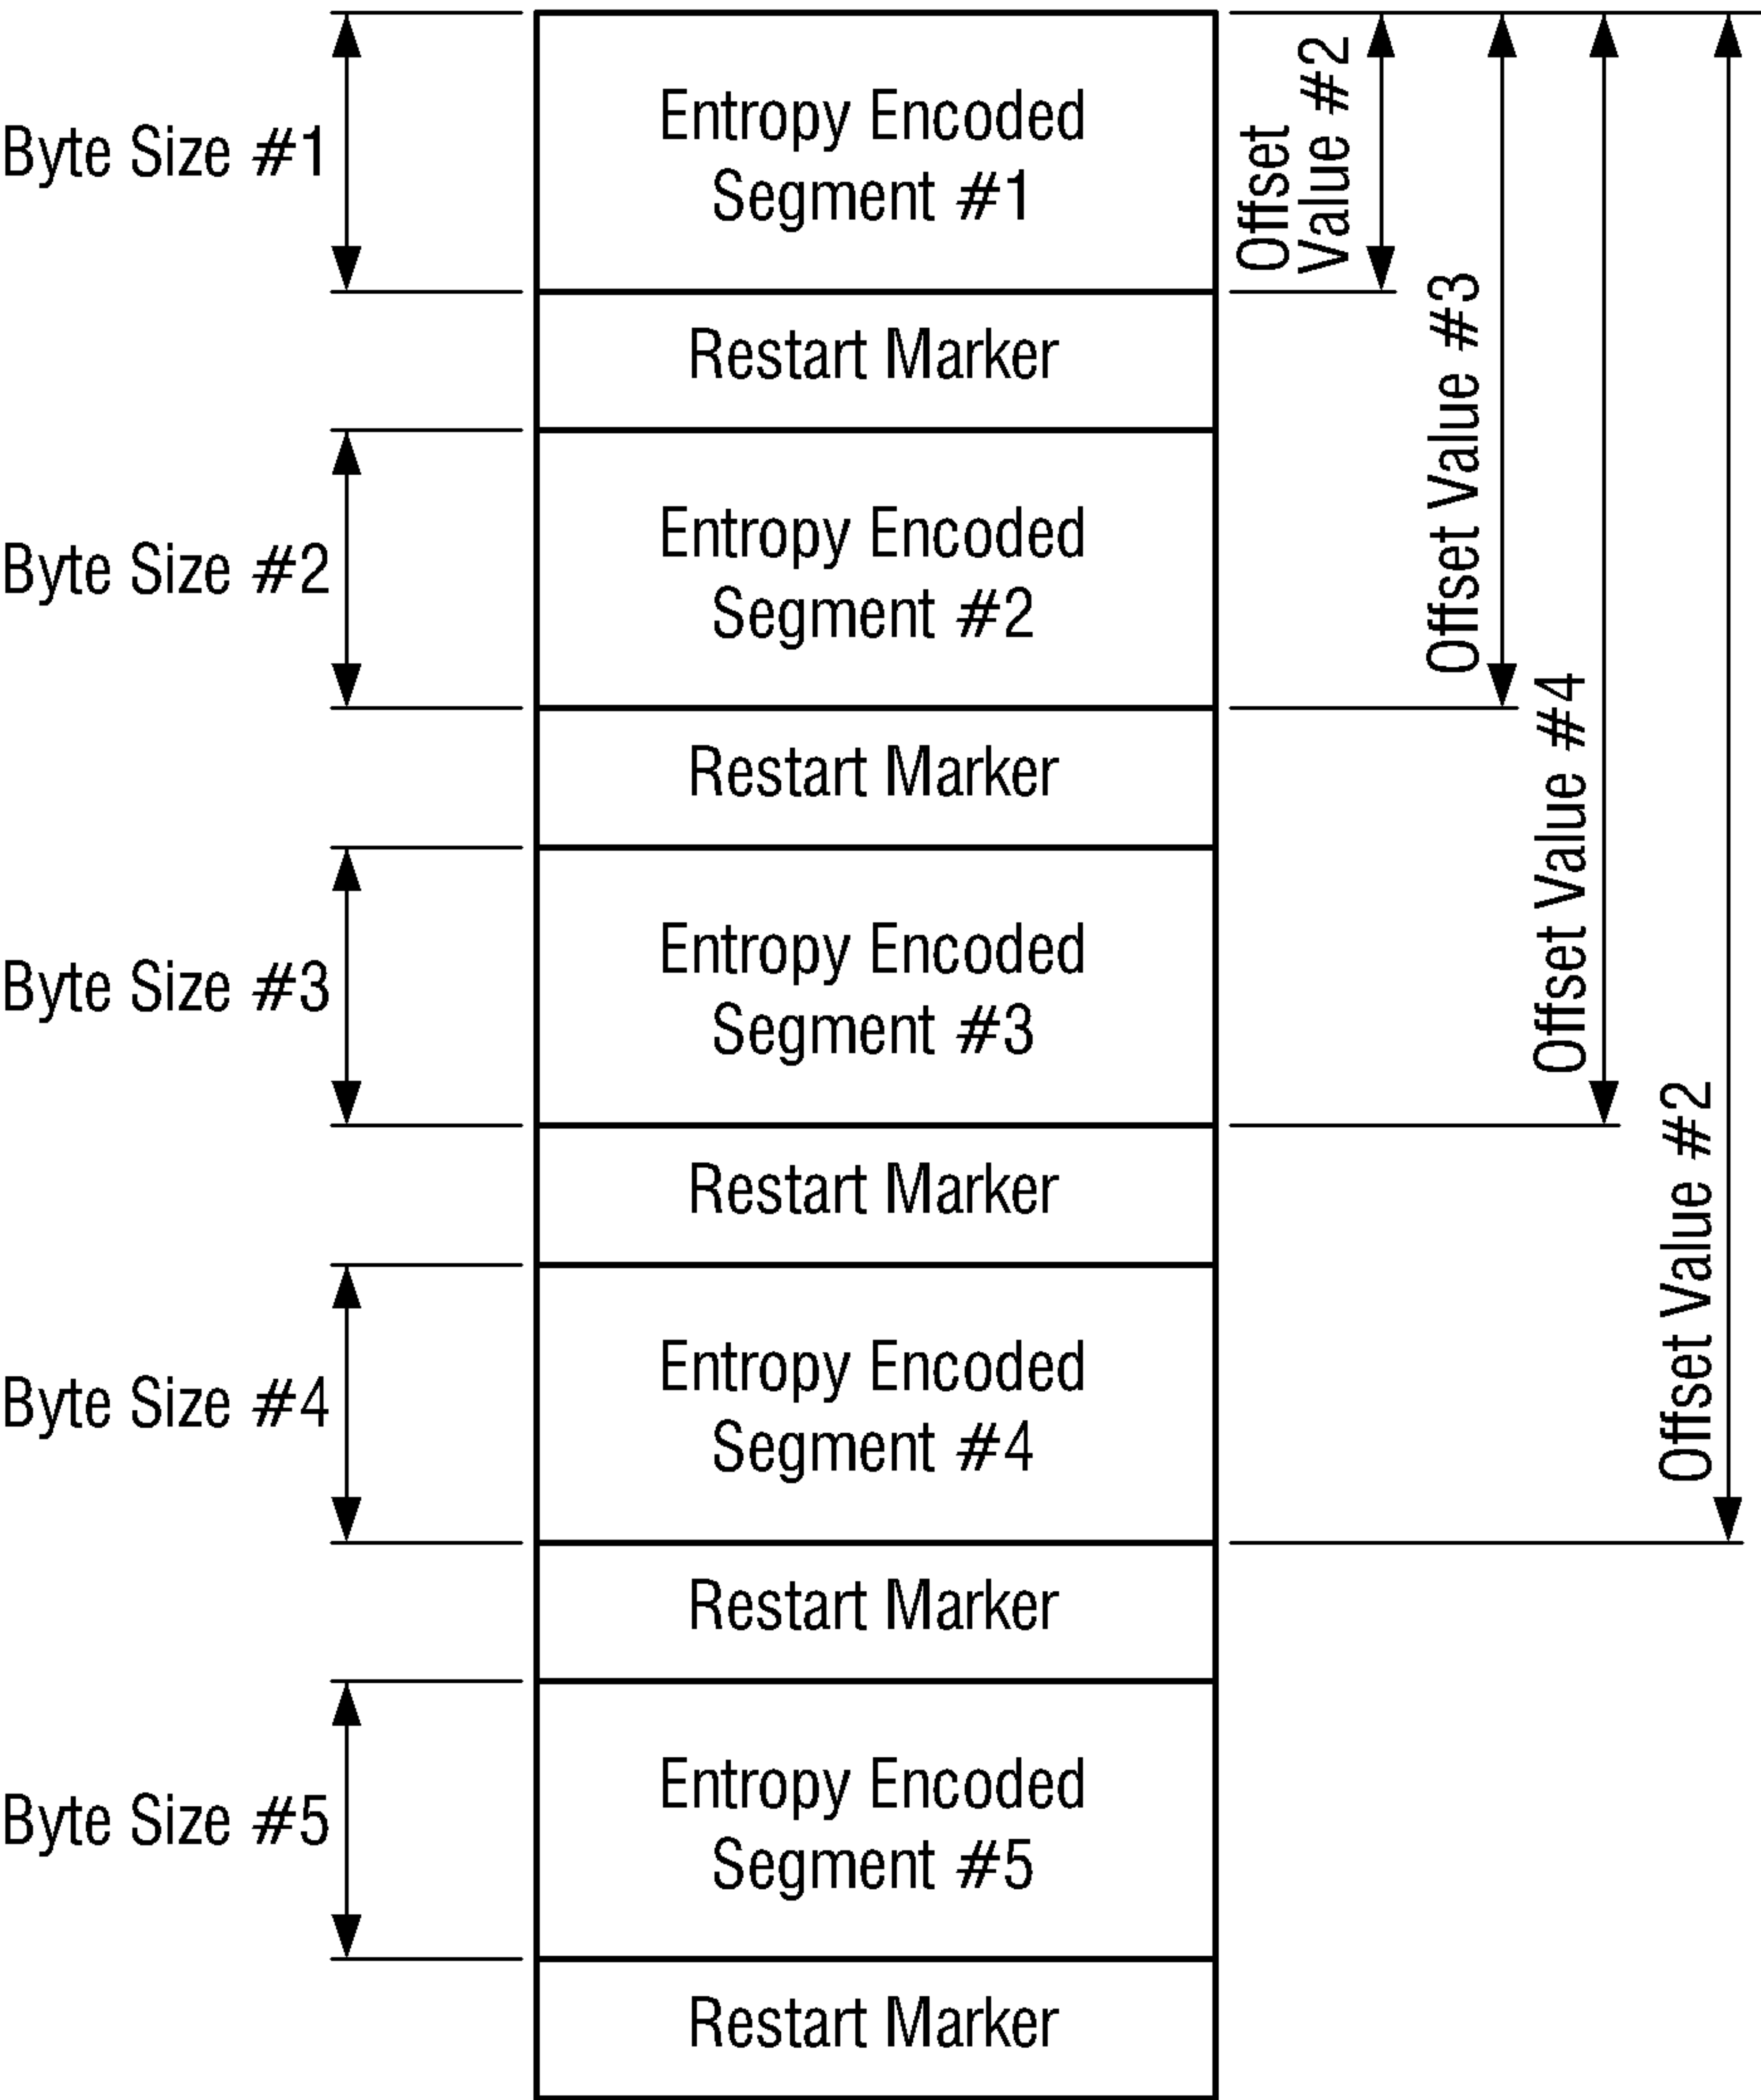 Byte Size #1
Entropy Encoded
Segment #1
Offset
Value #2
Restart Marker
Offset Value #3
Byte Size #2
Entropy Encoded
Segment #2
Restart Marker
Offset Value #4
Byte Size #3
Entropy Encoded
Segment #3
Restart Marker
Offset Value #2
Byte Size #4
Entropy Encoded
Segment #4
Restart Marker
Byte Size #5
Entropy Encoded
Segment #5
Restart Marker